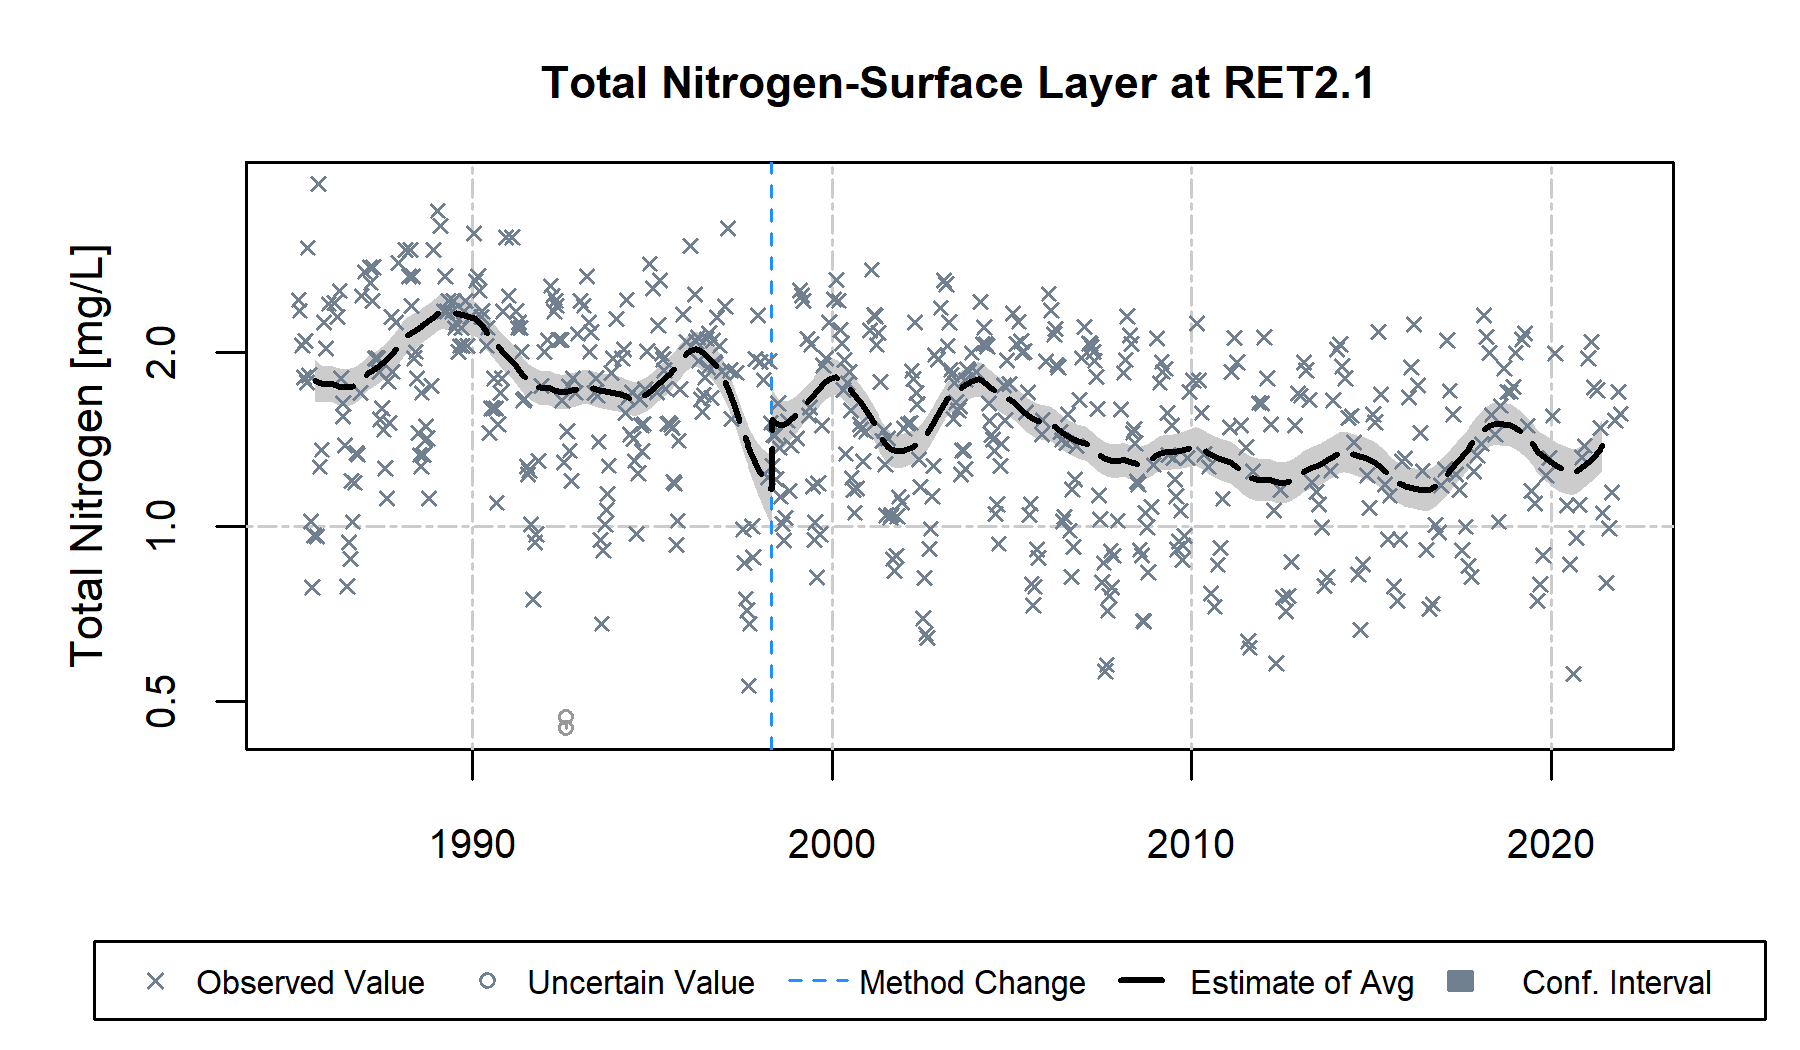 Total Nitrogen-Surface Layer at RET2.1
Total Nitrogen [mg/L]
2.0
1.0
0.5
1990 2000 2010 2020
Observed Value Uncertain Value Method Change Estimate of Avg Conf. Interval